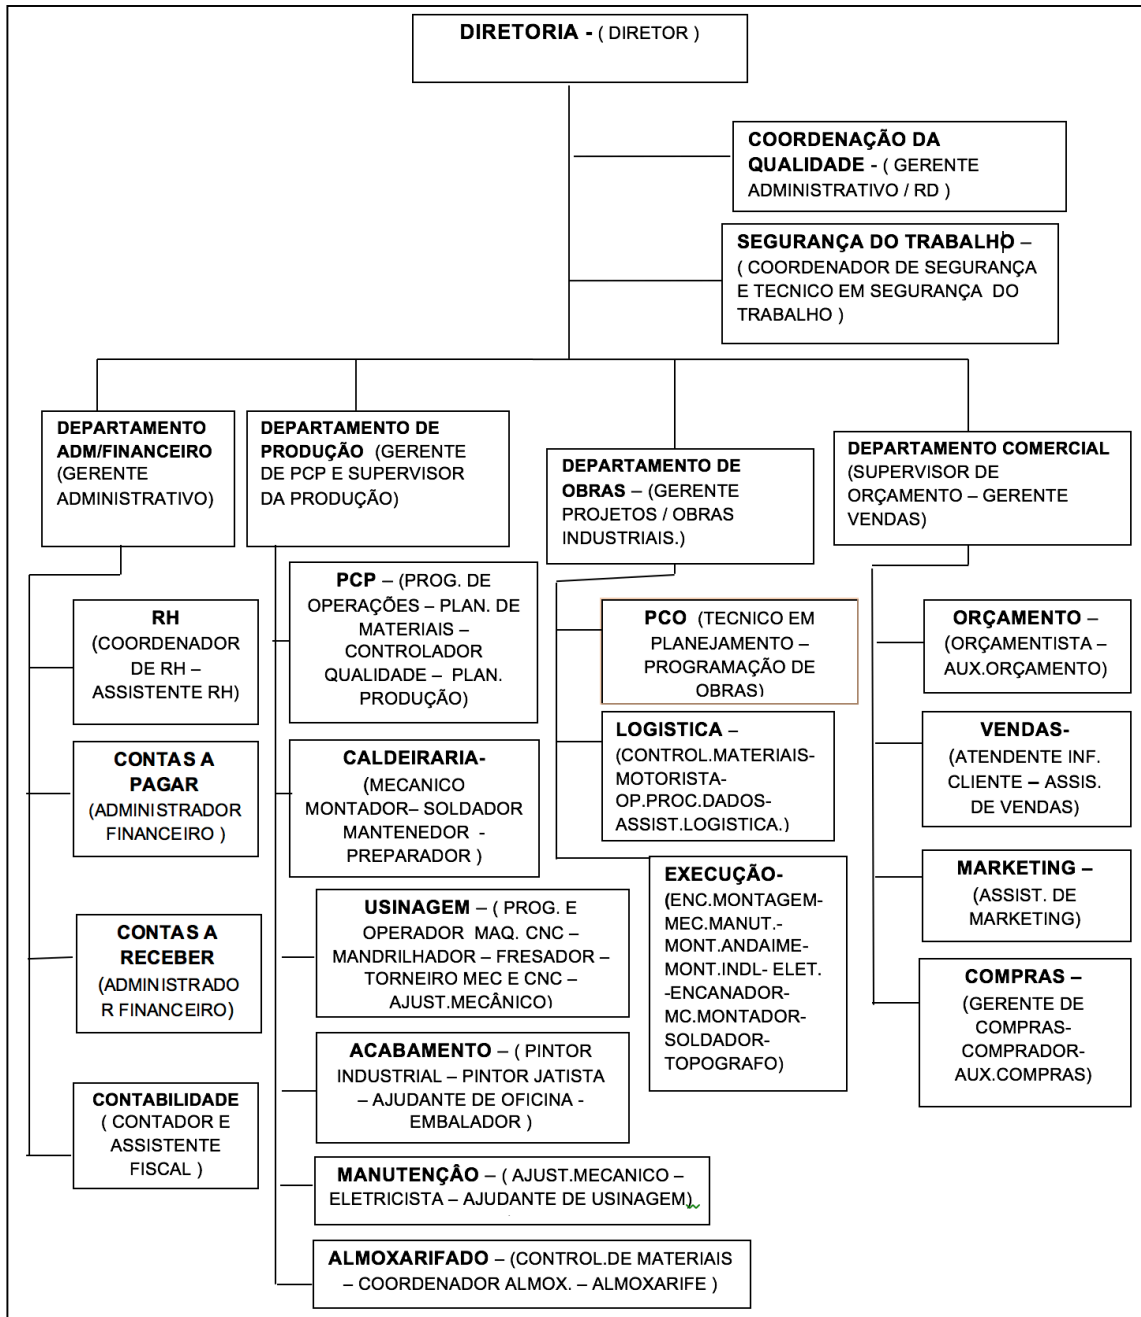 DIRETORIA - ( DIRETOR )
COORDENAÇÃO DA
QUALIDADE - ( GERENTE
ADMINISTRATIVO / RD )
SEGURANÇA DO TRABALHO –
( COORDENADOR DE SEGURANÇA
E TECNICO EM SEGURANÇA DO
TRABALHO )
DEPARTAMENTO
ADM/FINANCEIRO
(GERENTE
ADMINISTRATIVO)
DEPARTAMENTO DE
PRODUÇÃO (GERENTE
DE PCP E SUPERVISOR
DA PRODUÇÃO)
DEPARTAMENTO DE
OBRAS – (GERENTE
PROJETOS / OBRAS
INDUSTRIAIS.)
DEPARTAMENTO COMERCIAL
(SUPERVISOR DE
ORÇAMENTO – GERENTE
VENDAS)
RH
(COORDENADOR
DE RH –
ASSISTENTE RH)
CONTAS A
PAGAR
(ADMINISTRADOR
FINANCEIRO )
CONTAS A
RECEBER
(ADMINISTRADO
R FINANCEIRO)
CONTABILIDADE
( CONTADOR E
ASSISTENTE
FISCAL )
PCP – (PROG. DE
OPERAÇÕES – PLAN. DE
MATERIAIS –
CONTROLADOR
QUALIDADE – PLAN.
PRODUÇÃO)
CALDEIRARIA-
(MECANICO
MONTADOR– SOLDADOR
MANTENEDOR -
PREPARADOR )
USINAGEM – ( PROG. E
OPERADOR MAQ. CNC –
MANDRILHADOR – FRESADOR –
TORNEIRO MEC E CNC –
AJUST.MECÂNICO)
ACABAMENTO – ( PINTOR
INDUSTRIAL – PINTOR JATISTA
– AJUDANTE DE OFICINA -
EMBALADOR )
MANUTENÇÂO – ( AJUST.MECANICO –
ELETRICISTA – AJUDANTE DE USINAGEM)
ALMOXARIFADO – (CONTROL.DE MATERIAIS
– COORDENADOR ALMOX. – ALMOXARIFE )
PCO (TECNICO EM
PLANEJAMENTO –
PROGRAMAÇÃO DE
OBRAS)
LOGISTICA –
(CONTROL.MATERIAIS-
MOTORISTA-
OP.PROC.DADOS-
ASSIST.LOGISTICA.)
EXECUÇÃO-
(ENC.MONTAGEM-
MEC.MANUT.-
MONT.ANDAIME-
MONT.INDL- ELET.
-ENCANADOR-
MC.MONTADOR-
SOLDADOR-
TOPOGRAFO)
ORÇAMENTO –
(ORÇAMENTISTA –
AUX.ORÇAMENTO)
VENDAS-
(ATENDENTE INF.
CLIENTE – ASSIS.
DE VENDAS)
MARKETING –
(ASSIST. DE
MARKETING)
COMPRAS –
(GERENTE DE
COMPRAS-
COMPRADOR-
AUX.COMPRAS)